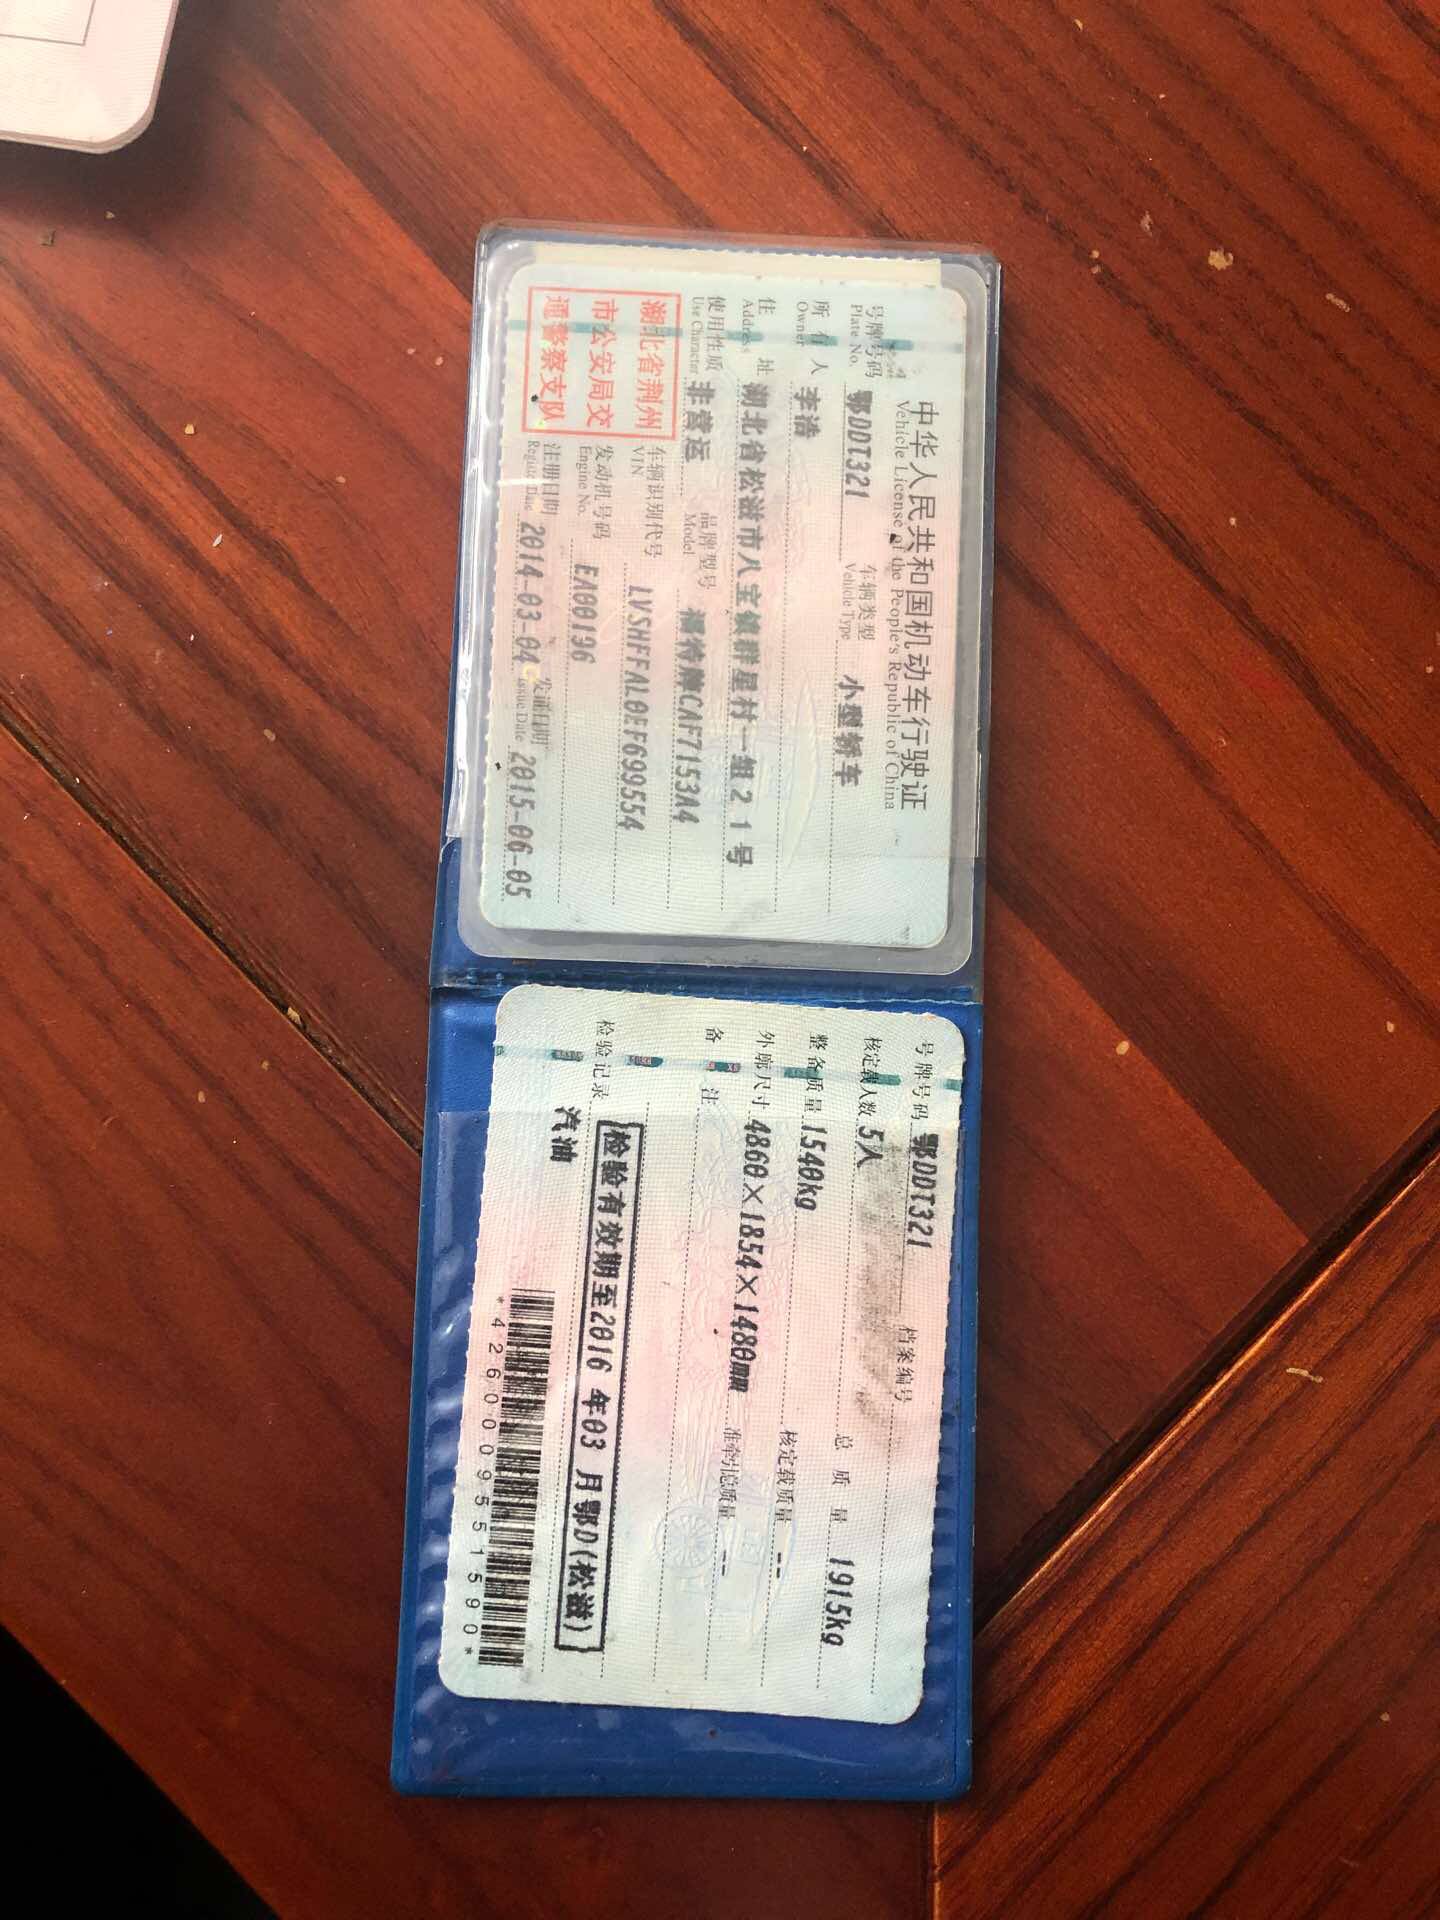 中华人民共和国机动车行驶证
Vehicle License of the People's Republic of China
号牌号码 鄂DDT321 车辆类型 小型轿车
Plate No. Vehicle Type
所有人 李浩
Owner
住址 湖北省松滋市八宝镇群星村一组21号
Address
使用性质 非营运 品牌型号 福特牌CAF7153A4
Use Character Model
湖北省荆州
市公安局交
通警察支队
车辆识别代号 LVSHFFAL0EF699554
VIN
发动机号码 EA00196
Engine No.
注册日期 2014-03-04 发证日期 2015-06-05
Register Date Issue Date
号牌号码 鄂DDT321 档案编号
核定载人数 5人 总质量 1915kg
整备质量 1540kg 核定载质量 --
外廓尺寸 4860×1854×1480mm 准牵引总质量 --
备注
检验记录 检验有效期至2016年03月鄂D(松滋)
汽油
*4260009551590*